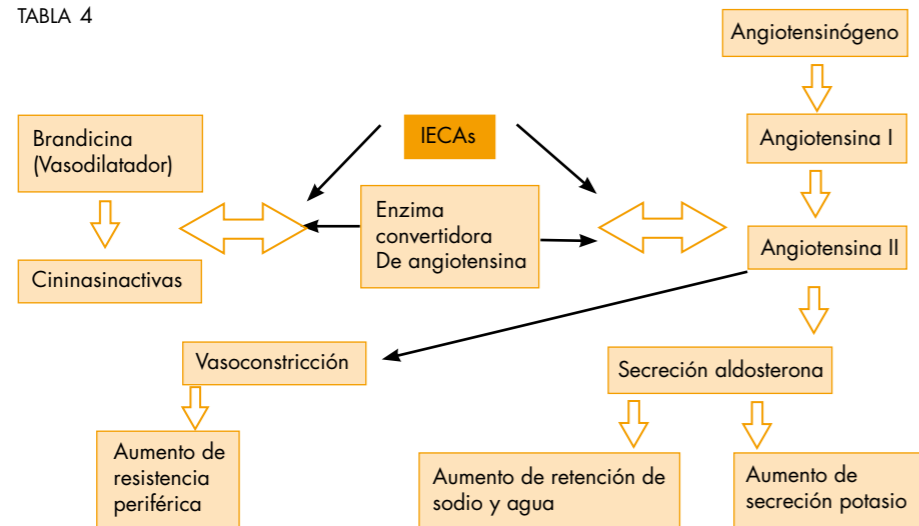 TABLA 4
Angiotensinógeno
Brandicina
(Vasodilatador)
IECAs
Angiotensina I
Enzima
convertidora
De angiotensina
Cininasinactivas
Angiotensina II
Vasoconstricción
Secreción aldosterona
Aumento de
resistencia
periférica
Aumento de retención de
sodio y agua
Aumento de
secreción potasio